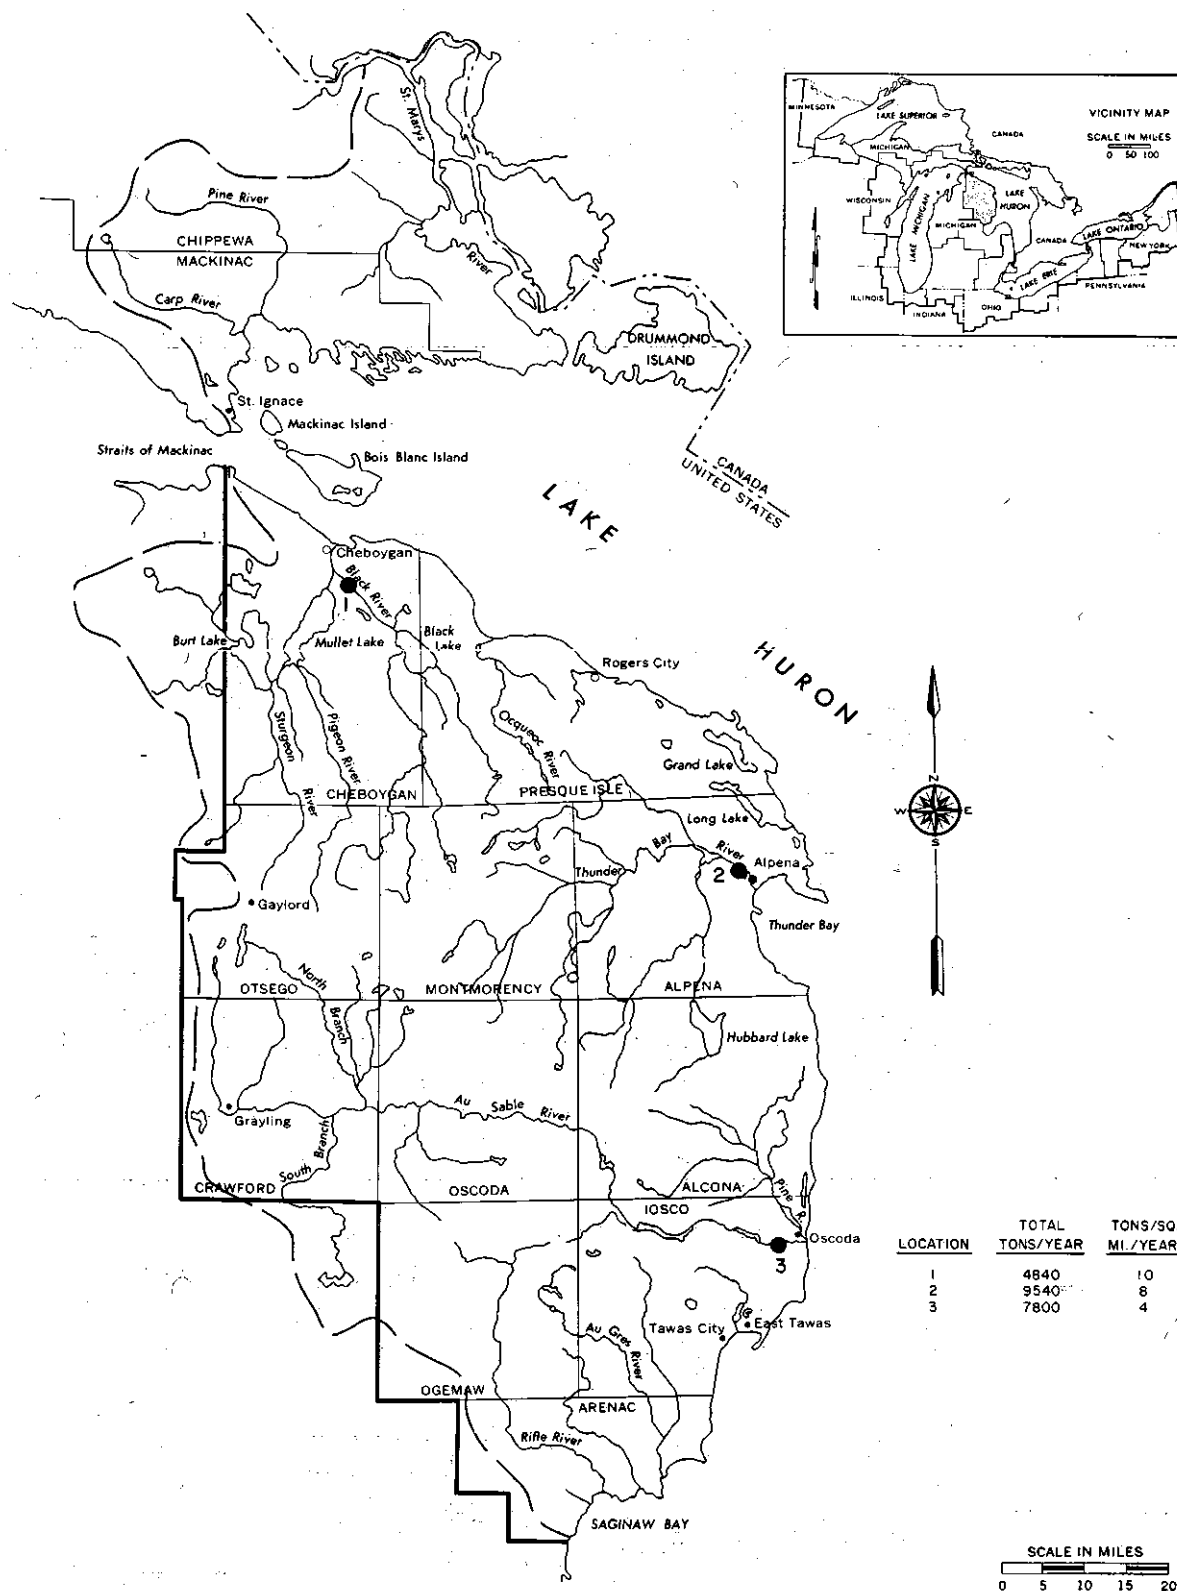 VICINITY MAP
SCALE IN MILES
0 50 100
MINNESOTA
LAKE SUPERIOR
CANADA
MICHIGAN
WISCONSIN
LAKE MICHIGAN
MICHIGAN
LAKE HURON
CANADA
LAKE ONTARIO
NEW YORK
LAKE ERIE
PENNSYLVANIA
ILLINOIS
INDIANA
OHIO
St. Marys
River
Pine River
CHIPPEWA
MACKINAC
Carp River
DRUMMOND
ISLAND
St. Ignace
Mackinac Island
Straits of Mackinac
Bois Blanc Island
CANADA
UNITED STATES
LAKE
HURON
Cheboygan
Black River
1
Burt Lake
Mullet Lake
Black
Lake
Rogers City
Sturgeon
River
Pigeon River
Ocqueoc River
Grand Lake
CHEBOYGAN
PRESQUE ISLE
Long Lake
Thunder
Bay
River
2
Alpena
Thunder Bay
Gaylord
N
W E
S
North
Branch
OTSEGO
MONTMORENCY
ALPENA
Hubbard Lake
Grayling
Au Sable River
South Branch
CRAWFORD
OSCODA
ALCONA
IOSCO
Pine R.
Oscoda
3
LOCATION
TOTAL
TONS/YEAR
TONS/SQ.
MI./YEAR
1 4840 10
2 9540 8
3 7800 4
Au Gres River
Tawas City
East Tawas
OGEMAW
ARENAC
Rifle River
SAGINAW BAY
SCALE IN MILES
0 5 10 15 20